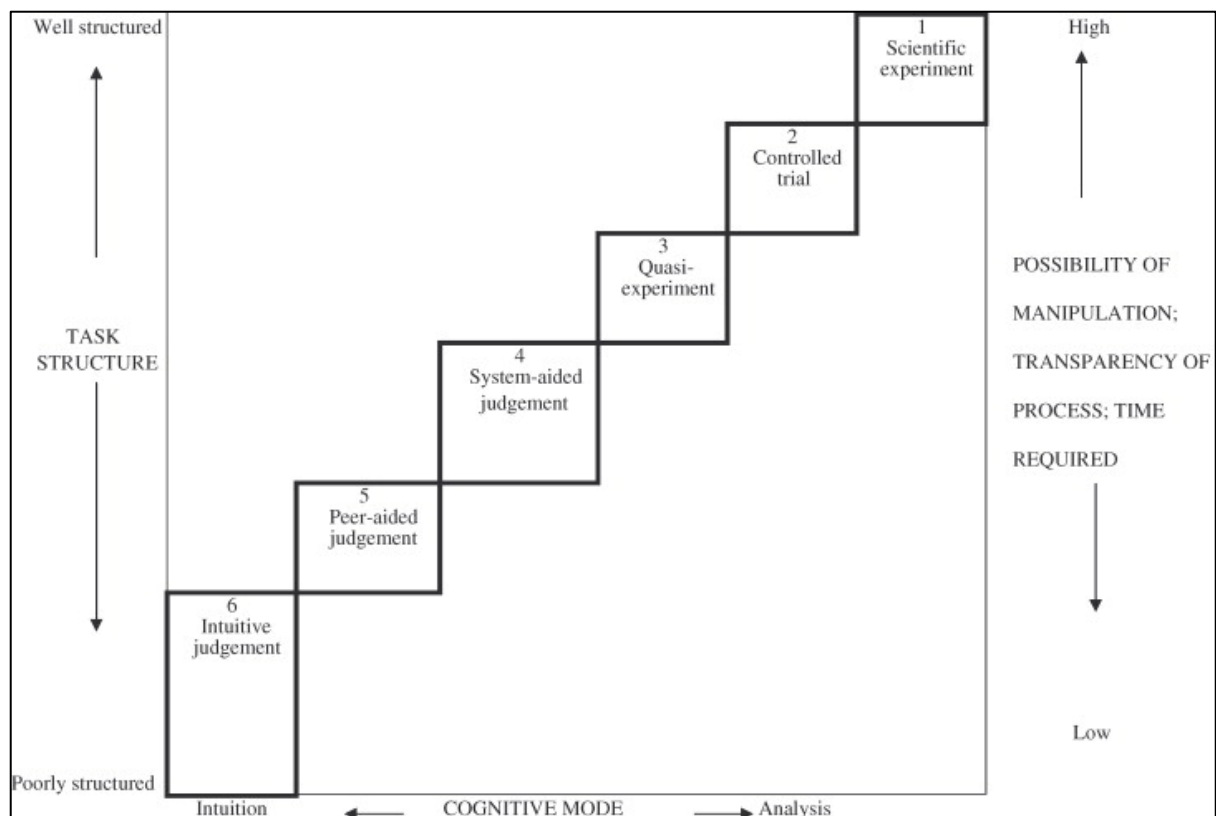 Well structured
1
Scientific
experiment
High
2
Controlled
trial
3
Quasi-
experiment
POSSIBILITY OF
MANIPULATION;
TRANSPARENCY OF
PROCESS; TIME
REQUIRED
TASK
STRUCTURE
4
System-aided
judgement
5
Peer-aided
judgement
6
Intuitive
judgement
Low
Poorly structured
Intuition
COGNITIVE MODE
Analysis